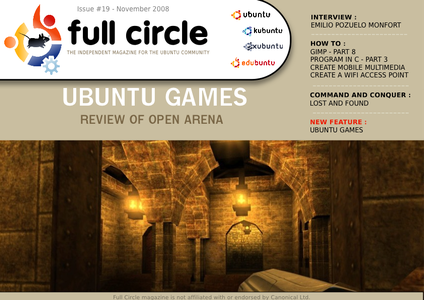 Issue #19 - November 2008
full circle
THE INDEPENDENT MAGAZINE FOR THE UBUNTU COMMUNITY
ubuntu
kubuntu
xubuntu
edubuntu
UBUNTU GAMES
REVIEW OF OPEN ARENA
INTERVIEW :
EMILIO POZUELO MONFORT
HOW TO :
GIMP - PART 8
PROGRAM IN C - PART 3
CREATE MOBILE MULTIMEDIA
CREATE A WIFI ACCESS POINT
COMMAND AND CONQUER :
LOST AND FOUND
NEW FEATURE :
UBUNTU GAMES
Full Circle magazine is not affiliated with or endorsed by Canonical Ltd.